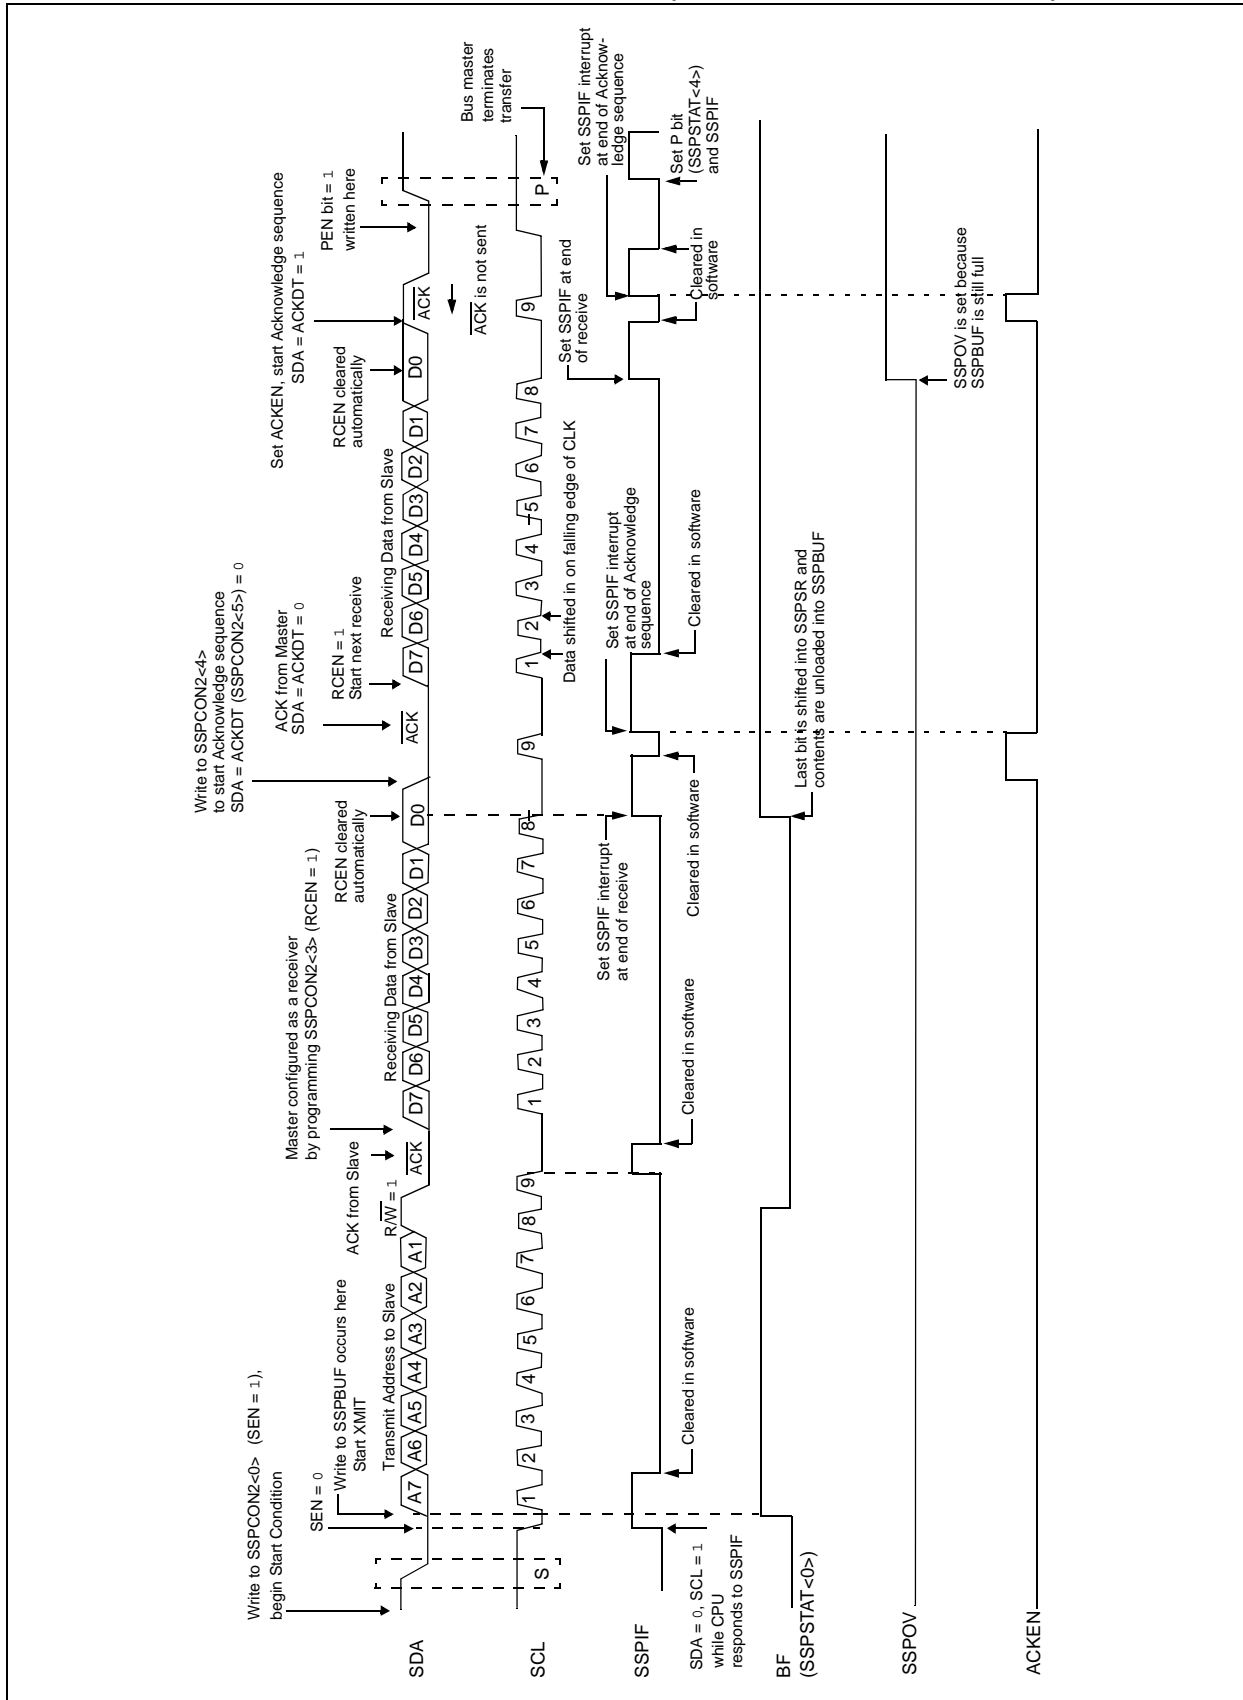 Write to SSPCON2<0> (SEN = 1),
begin Start Condition
SEN = 0
Write to SSPBUF occurs here
Start XMIT
Transmit Address to Slave
ACK from Slave
R/W = 1
Master configured as a receiver
by programming SSPCON2<3> (RCEN = 1)
Receiving Data from Slave
RCEN cleared
automatically
Write to SSPCON2<4>
to start Acknowledge sequence
SDA = ACKDT (SSPCON2<5>) = 0
ACK from Master
SDA = ACKDT = 0
RCEN = 1
Start next receive
Receiving Data from Slave
RCEN cleared
automatically
Set ACKEN, start Acknowledge sequence
SDA = ACKDT = 1
PEN bit = 1
written here
SDA
A7 A6 A5 A4 A3 A2 A1 ACK D7 D6 D5 D4 D3 D2 D1 D0 ACK D7 D6 D5 D4 D3 D2 D1 D0 ACK
ACK is not sent
Bus master
terminates
transfer
SCL
S 1 2 3 4 5 6 7 8 9 1 2 3 4 5 6 7 8 9 1 2 3 4 5 6 7 8 9 P
Data shifted in on falling edge of CLK
Set SSPIF interrupt
at end of receive
Set SSPIF interrupt
at end of Acknowledge
sequence
Set SSPIF at end
of receive
Set SSPIF interrupt
at end of Acknow-
ledge sequence
SSPIF
SDA = 0, SCL = 1
while CPU
responds to SSPIF
Cleared in software
Cleared in software
Cleared in software
Cleared in software
Cleared in
software
Set P bit
(SSPSTAT<4>)
and SSPIF
BF
(SSPSTAT<0>)
Last bit is shifted into SSPSR and
contents are unloaded into SSPBUF
SSPOV
SSPOV is set because
SSPBUF is still full
ACKEN